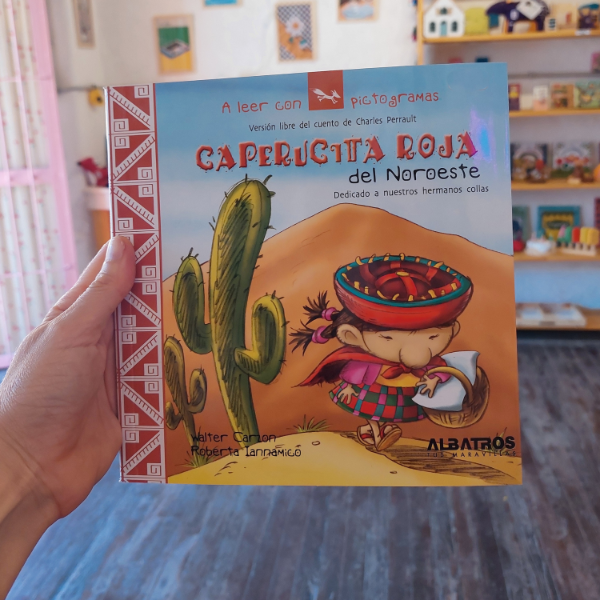 A leer con pictogramas
Versión libre del cuento de Charles Perrault
CAPERUCITA ROJA
del Noroeste
Dedicado a nuestros hermanos collas
Walter Carzon
Roberta Iannamico
ALBATROS